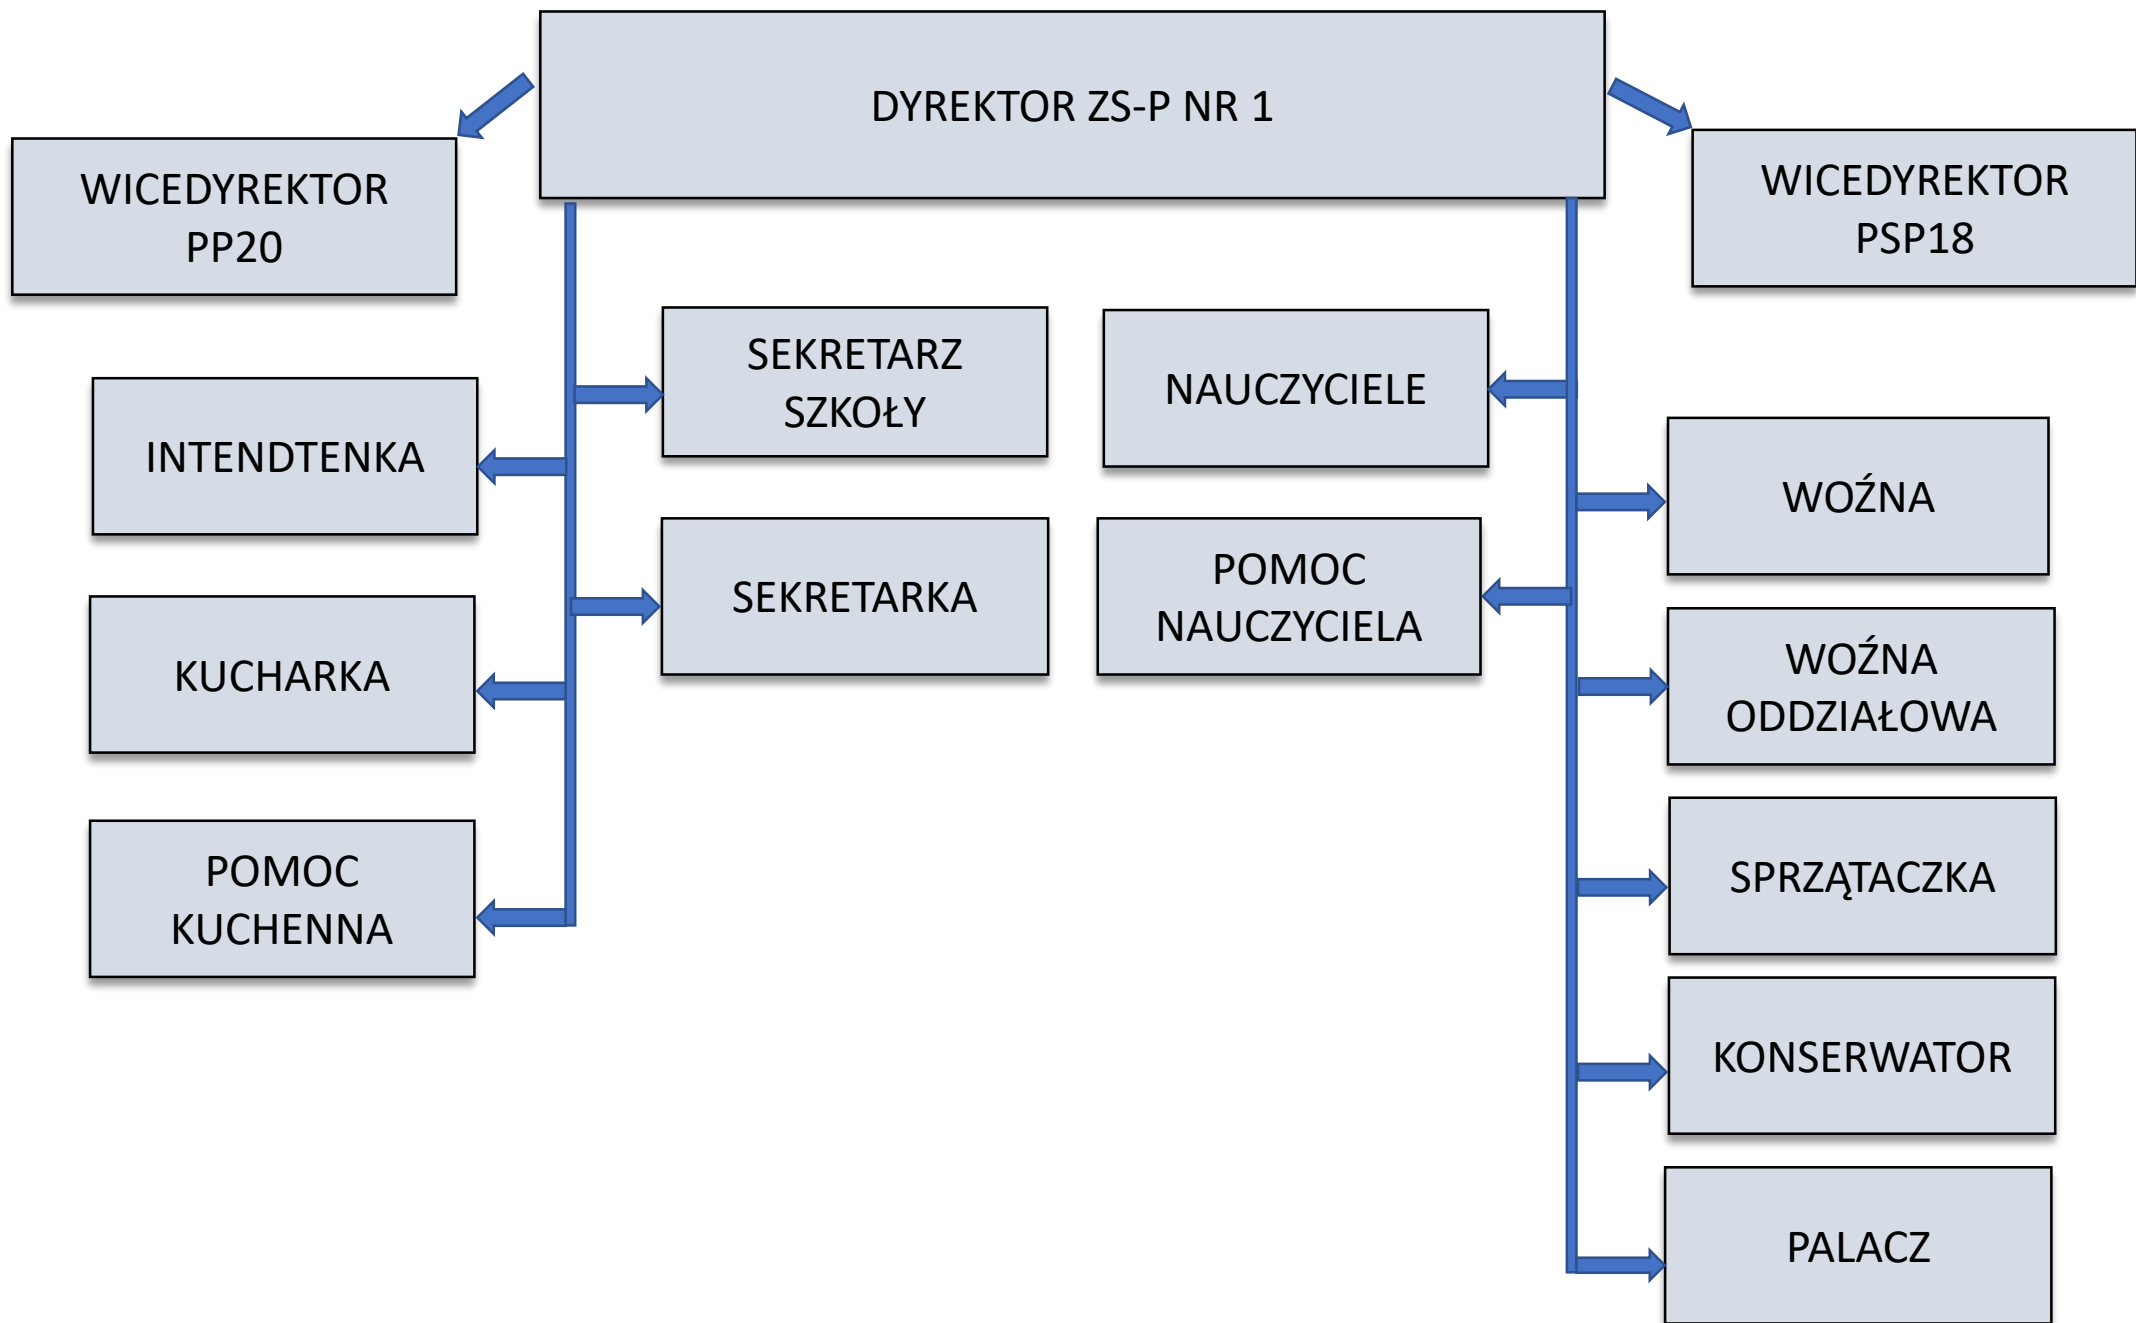 DYREKTOR ZS-P NR 1
WICEDYREKTOR
PP20
WICEDYREKTOR
PSP18
SEKRETARZ
SZKOŁY
NAUCZYCIELE
INTENDTENKA
WOŹNA
SEKRETARKA
POMOC
NAUCZYCIELA
KUCHARKA
WOŹNA
ODDZIAŁOWA
POMOC
KUCHENNA
SPRZĄTACZKA
KONSERWATOR
PALACZ